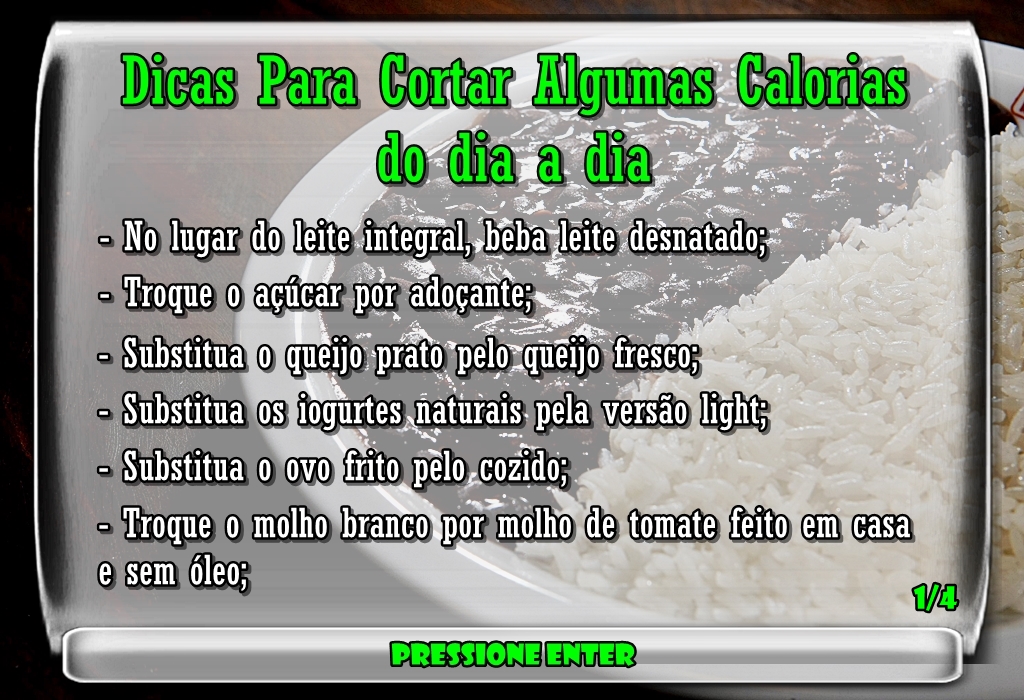 Dicas Para Cortar Algumas Calorias
do dia a dia
- No lugar do leite integral, beba leite desnatado;
- Troque o açúcar por adoçante;
- Substitua o queijo prato pelo queijo fresco;
- Substitua os iogurtes naturais pela versão light;
- Substitua o ovo frito pelo cozido;
- Troque o molho branco por molho de tomate feito em casa
e sem óleo;
1/4
PRESSIONE ENTER